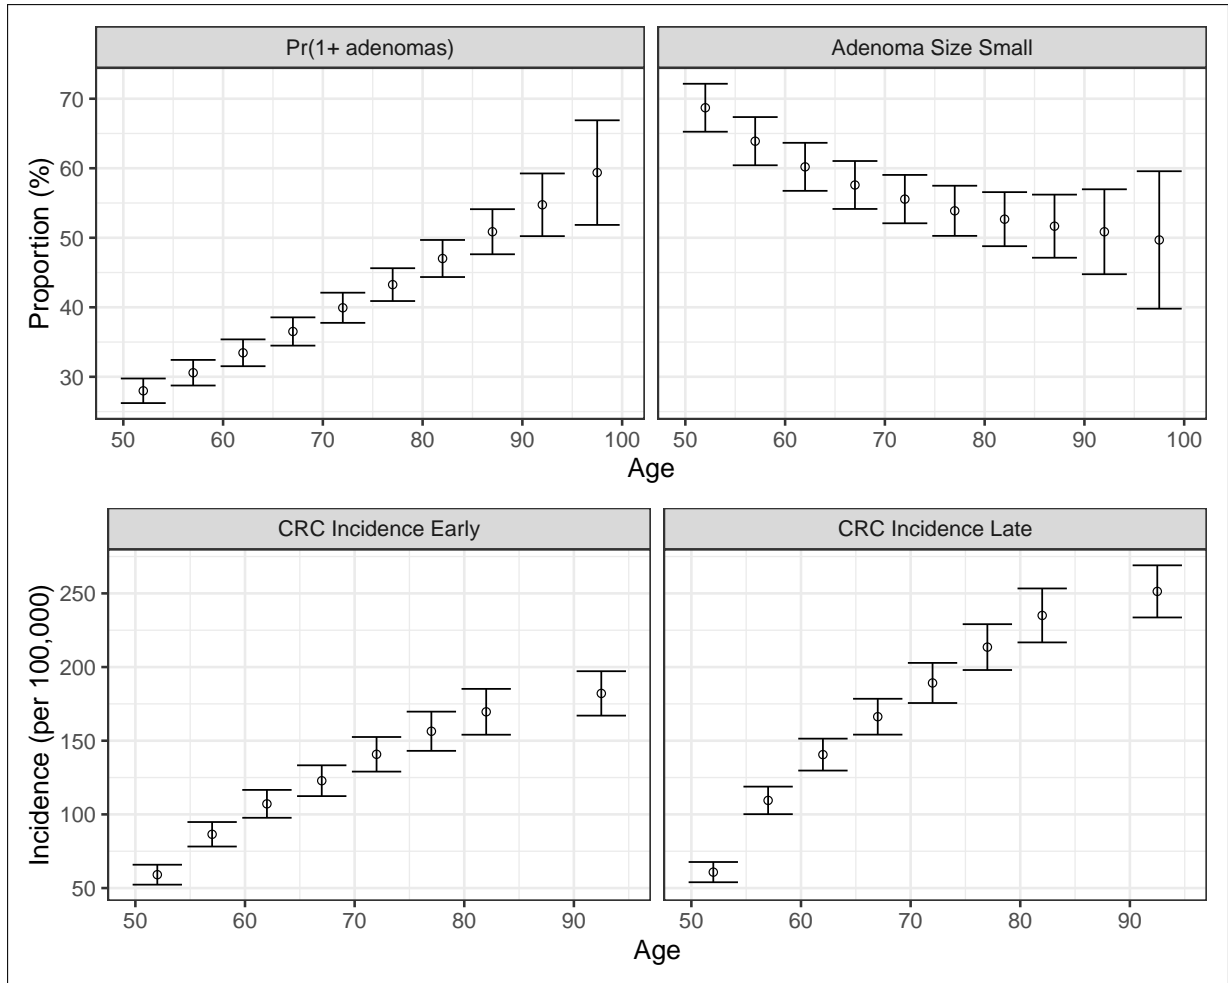 Pr(1+ adenomas)
Adenoma Size Small
Proportion (%)
70
60
50
40
30
50 60 70 80 90 100
50 60 70 80 90 100
Age
CRC Incidence Early
CRC Incidence Late
Incidence (per 100,000)
250
200
150
100
50
50 60 70 80 90
50 60 70 80 90
Age